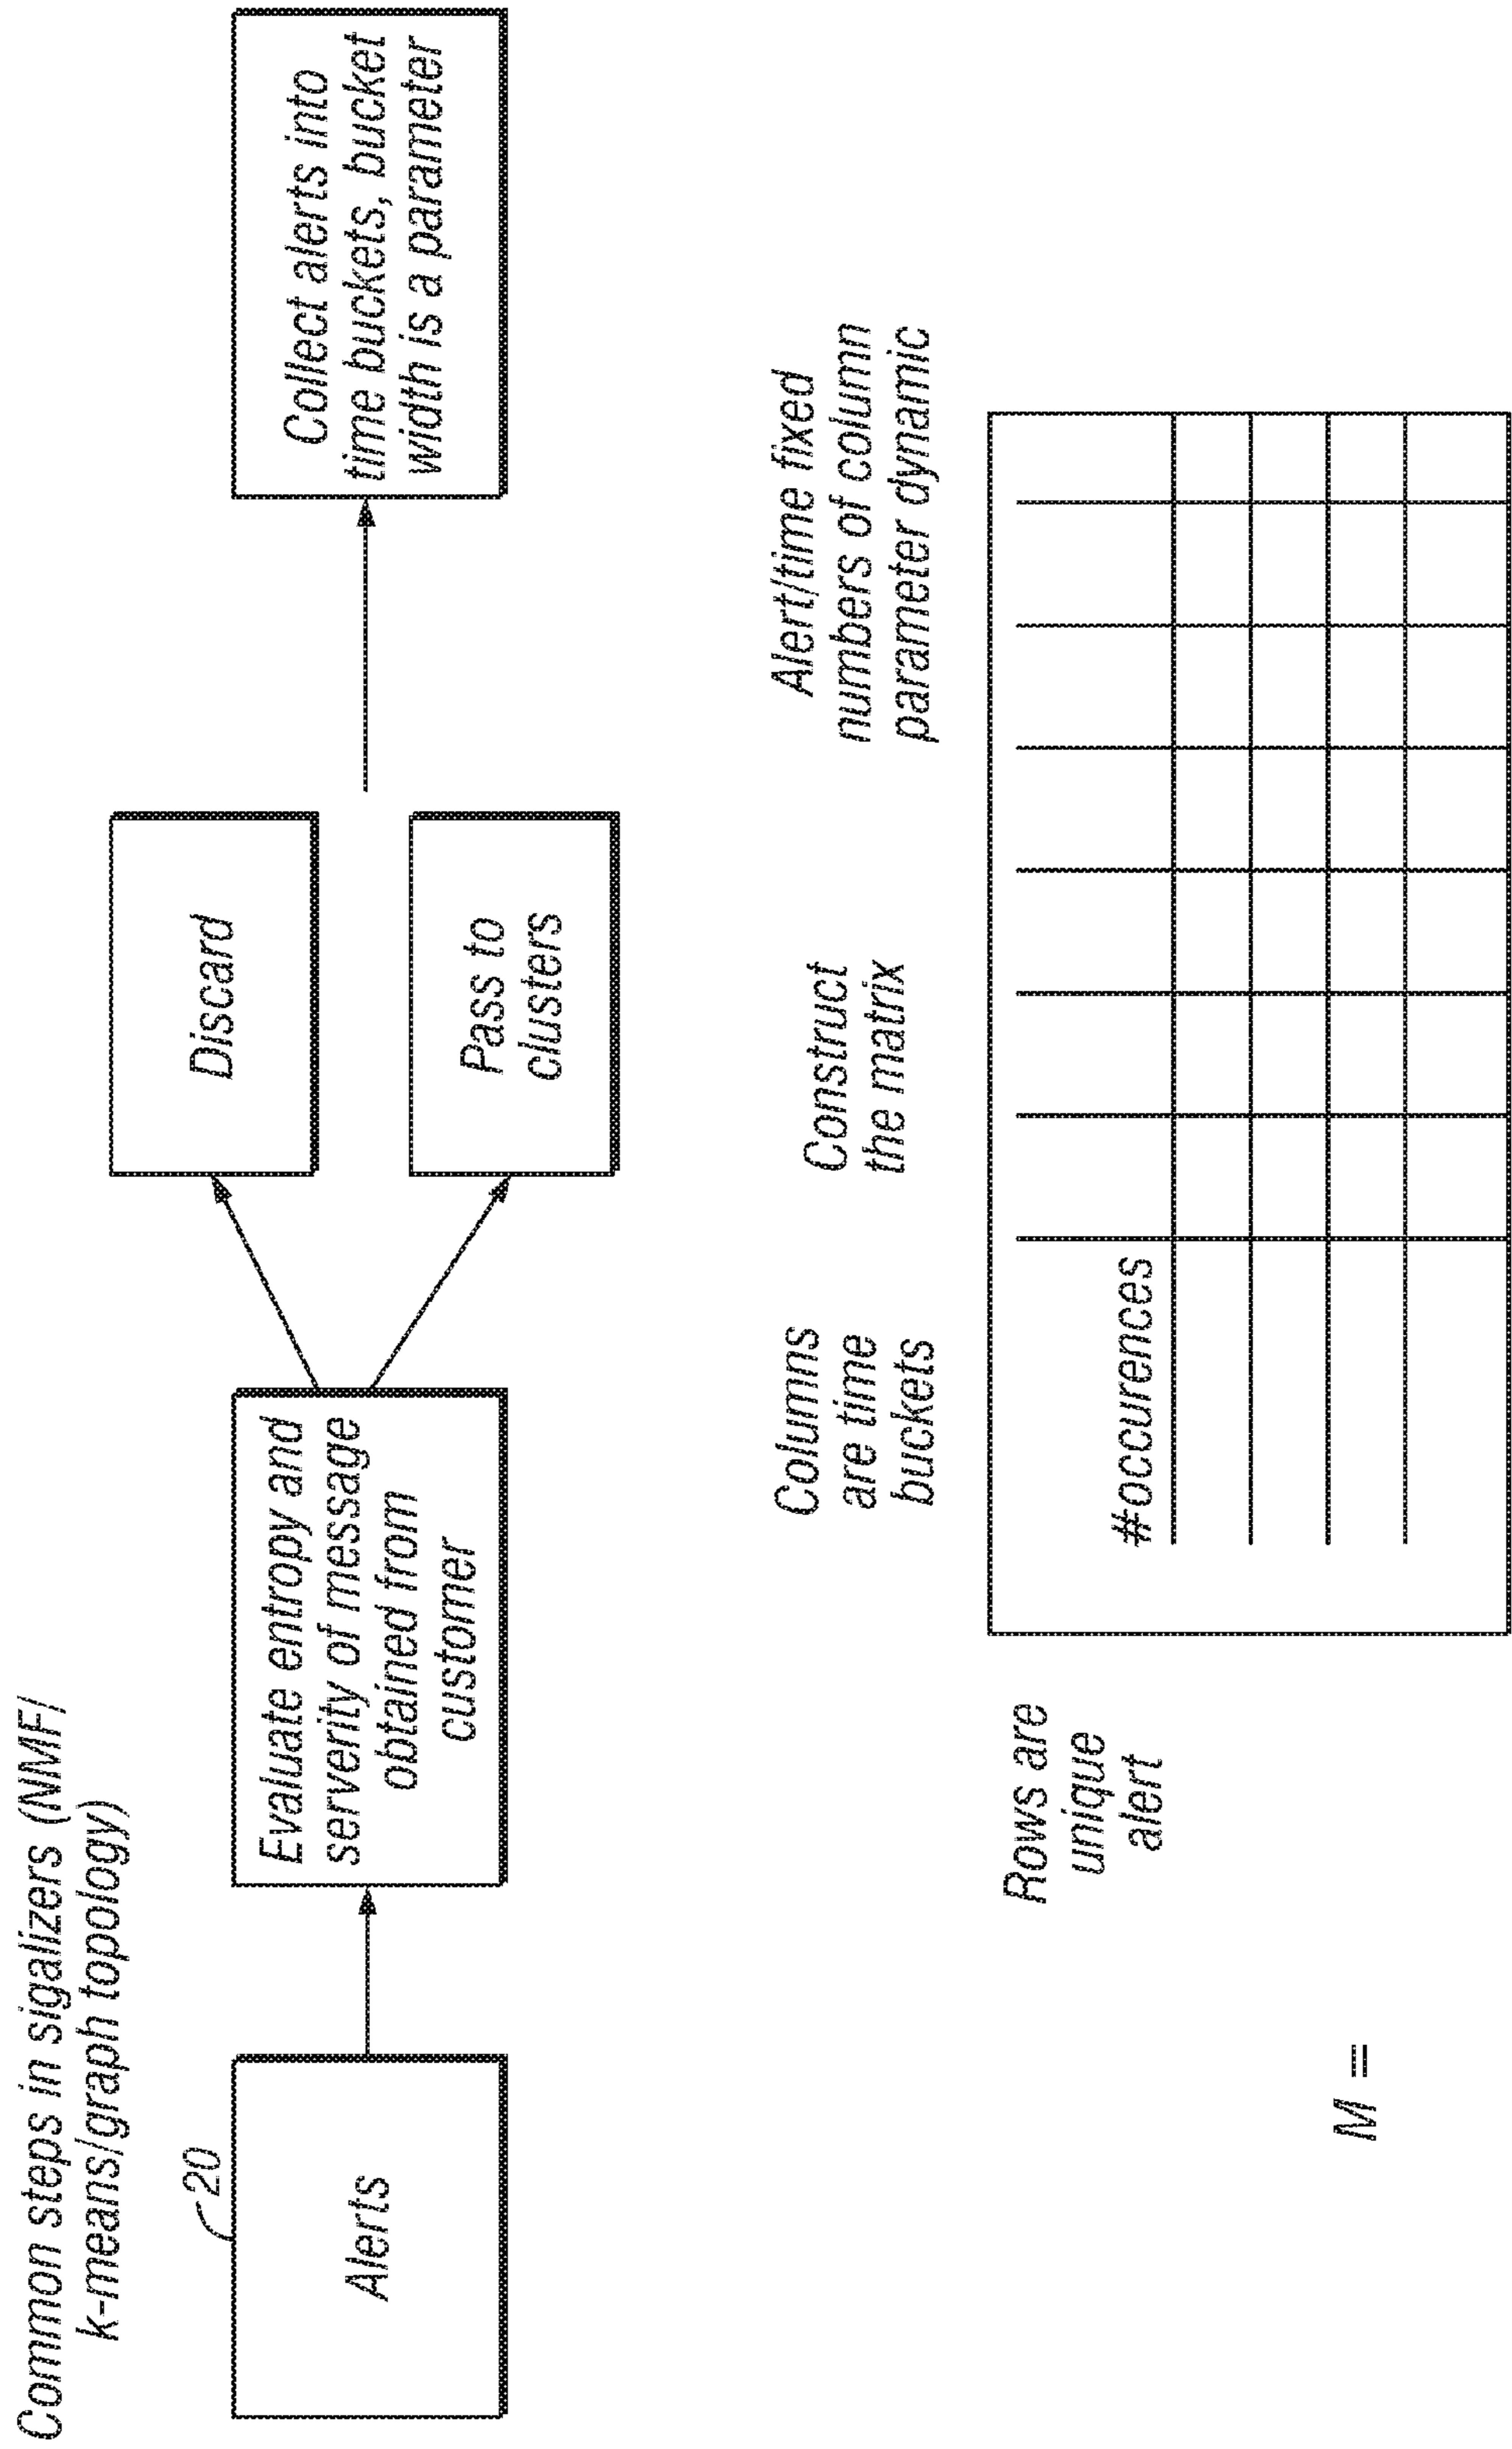 Common steps in sigalizers (NMF/
k-means/graph topology)
20
Alerts
Evaluate entropy and
serverity of message
obtained from
customer
Discard
Pass to
clusters
Collect alerts into
time buckets, bucket
width is a parameter
Columns
are time
buckets
Construct
the matrix
Alert/time fixed
numbers of column
parameter dynamic
Rows are
unique
alert
#occurences
M =